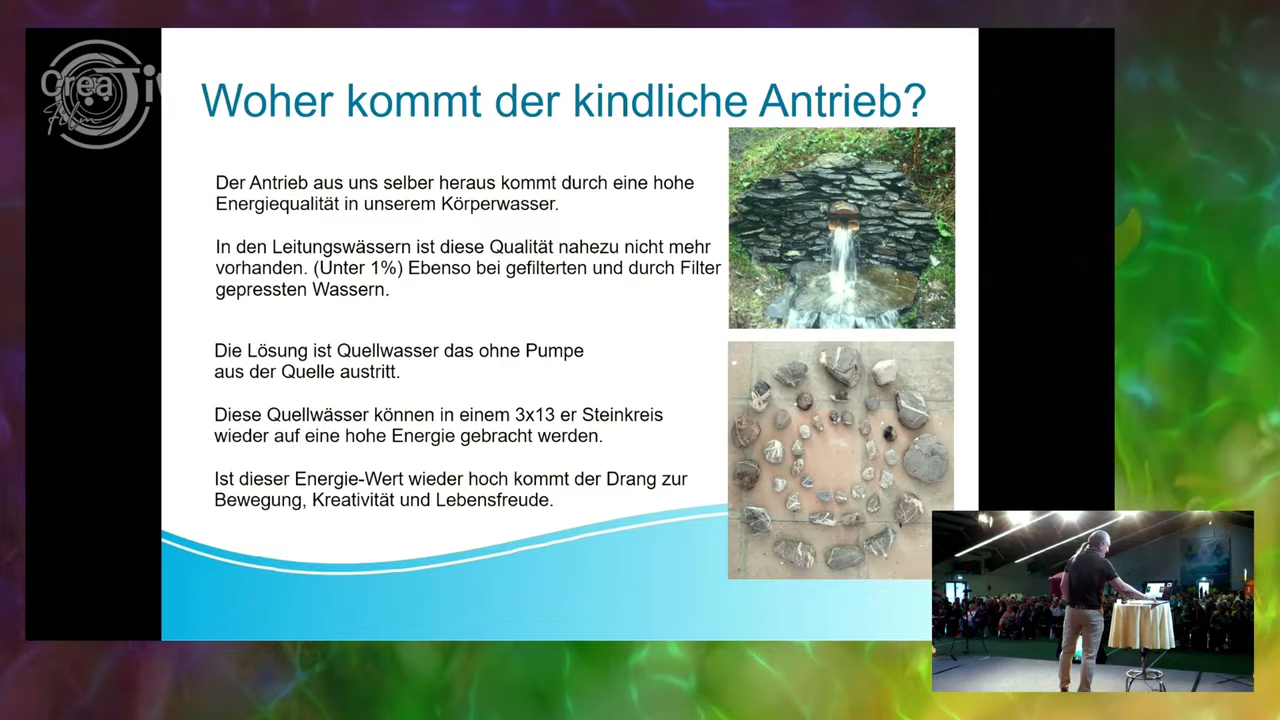 Crea
Film
Woher kommt der kindliche Antrieb?
Der Antrieb aus uns selber heraus kommt durch eine hohe
Energiequalität in unserem Körperwasser.
In den Leitungswässern ist diese Qualität nahezu nicht mehr
vorhanden. (Unter 1%) Ebenso bei gefilterten und durch Filter
gepressten Wassern.
Die Lösung ist Quellwasser das ohne Pumpe
aus der Quelle austritt.
Diese Quellwässer können in einem 3x13 er Steinkreis
wieder auf eine hohe Energie gebracht werden.
Ist dieser Energie-Wert wieder hoch kommt der Drang zur
Bewegung, Kreativität und Lebensfreude.